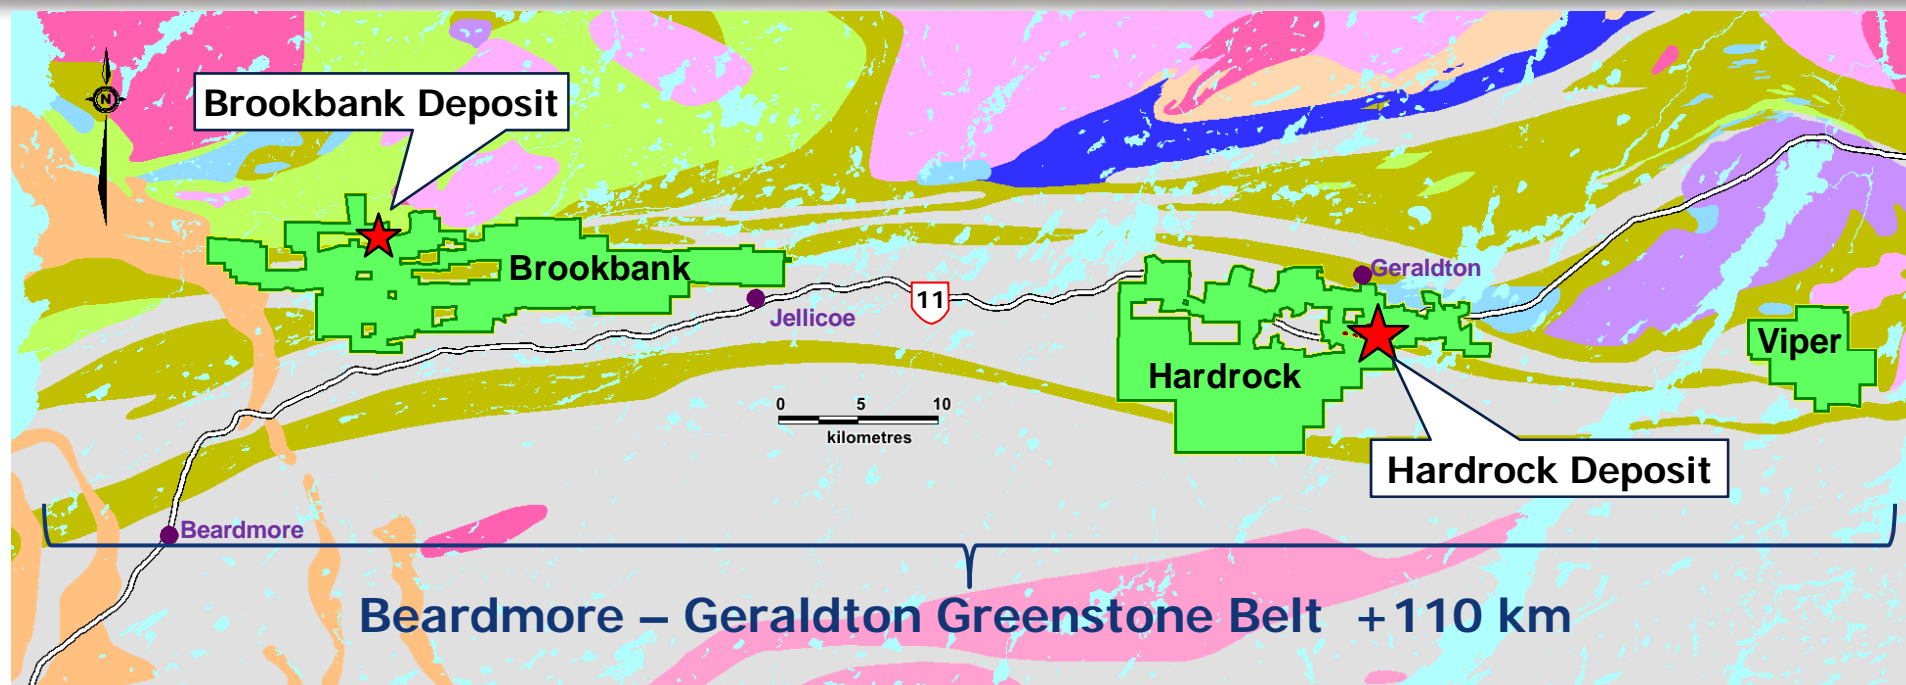 N
Brookbank Deposit
Brookbank
Jellicoe
11
Geraldton
Hardrock
Viper
0 5 10
kilometres
Hardrock Deposit
Beardmore
Beardmore – Geraldton Greenstone Belt +110 km